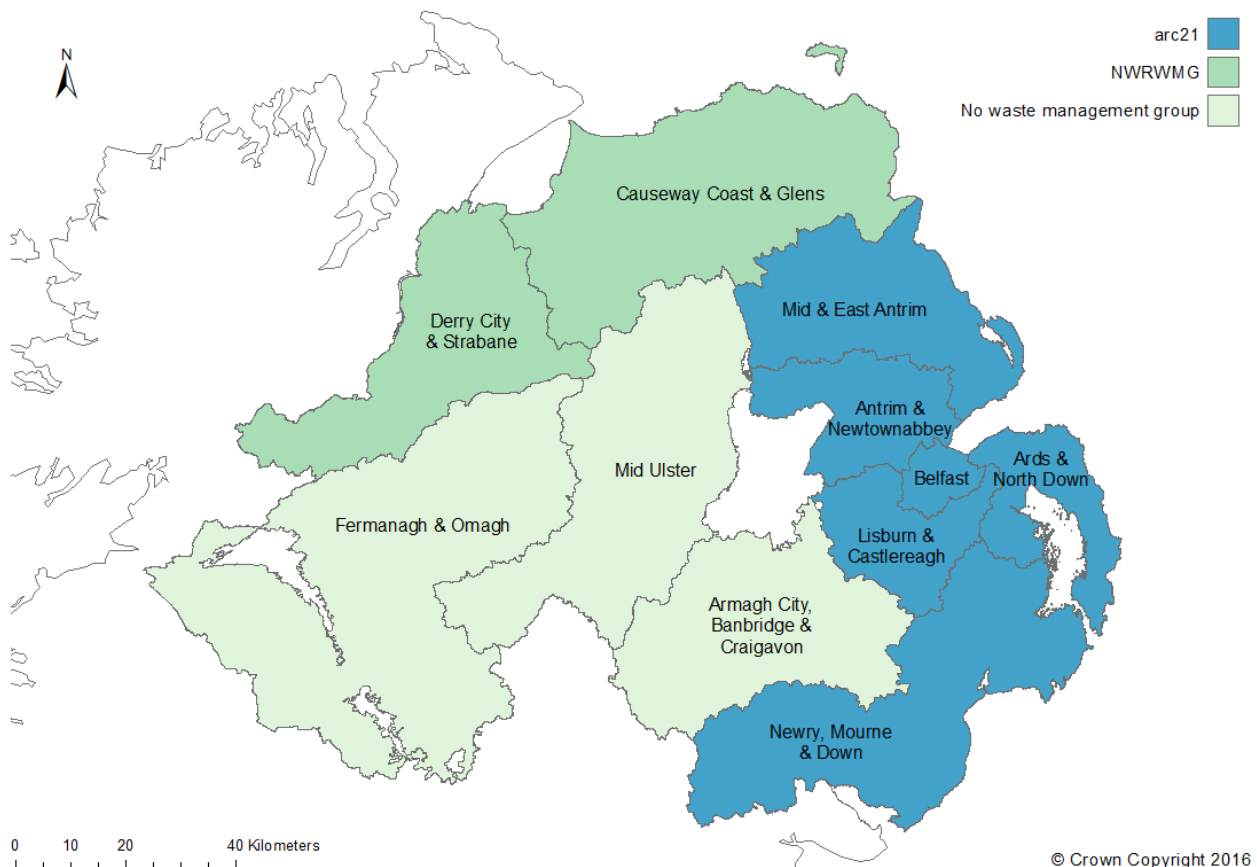 arc21
N
NWRWMG
No waste management group
Causeway Coast & Glens
Mid & East Antrim
Derry City
& Strabane
Antrim &
Newtownabbey
Ards &
North Down
Mid Ulster
Belfast
Fermanagh & Omagh
Lisburn &
Castlereagh
Armagh City,
Banbridge &
Craigavon
Newry, Mourne
& Down
0 10 20 40 Kilometers
© Crown Copyright 2016